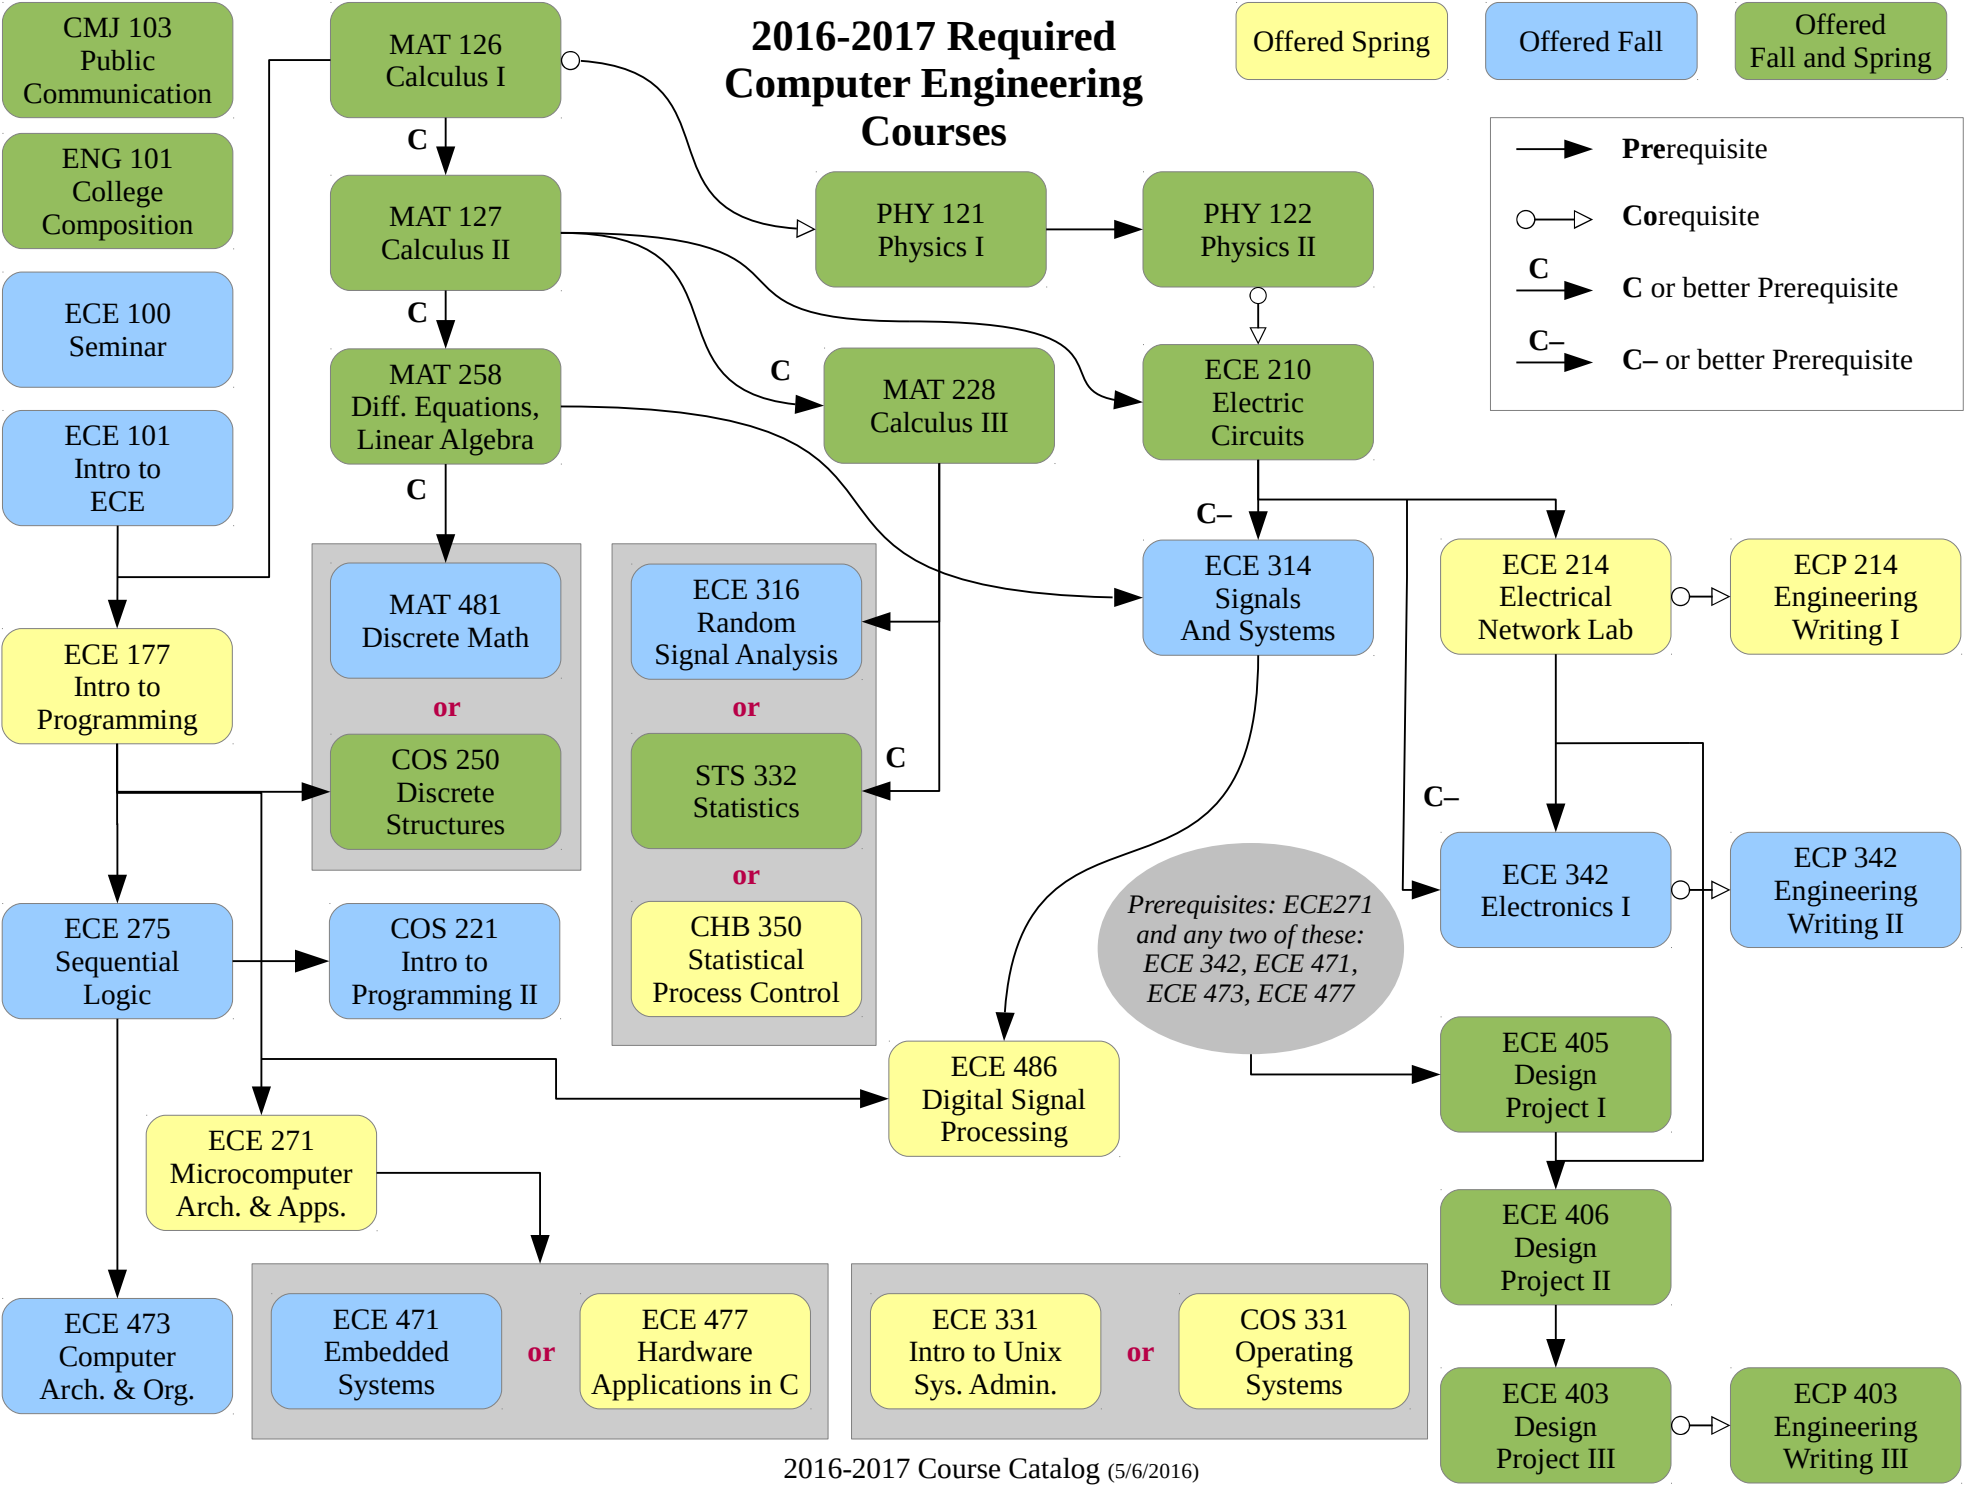 2016-2017 Required
Computer Engineering
Courses
Offered Spring
Offered Fall
Offered
Fall and Spring
Prerequisite
Corequisite
C
C or better Prerequisite
C–
C– or better Prerequisite
CMJ 103
Public
Communication
ENG 101
College
Composition
ECE 100
Seminar
ECE 101
Intro to
ECE
ECE 177
Intro to
Programming
ECE 275
Sequential
Logic
ECE 473
Computer
Arch. & Org.
MAT 126
Calculus I
C
MAT 127
Calculus II
C
MAT 258
Diff. Equations,
Linear Algebra
C
MAT 481
Discrete Math
or
COS 250
Discrete
Structures
COS 221
Intro to
Programming II
ECE 271
Microcomputer
Arch. & Apps.
ECE 471
Embedded
Systems
or
ECE 477
Hardware
Applications in C
PHY 121
Physics I
PHY 122
Physics II
C
MAT 228
Calculus III
ECE 210
Electric
Circuits
ECE 316
Random
Signal Analysis
or
STS 332
Statistics
C
or
CHB 350
Statistical
Process Control
C–
ECE 314
Signals
And Systems
ECE 214
Electrical
Network Lab
ECP 214
Engineering
Writing I
C–
ECE 342
Electronics I
ECP 342
Engineering
Writing II
Prerequisites: ECE271
and any two of these:
ECE 342, ECE 471,
ECE 473, ECE 477
ECE 486
Digital Signal
Processing
ECE 405
Design
Project I
ECE 406
Design
Project II
ECE 331
Intro to Unix
Sys. Admin.
or
COS 331
Operating
Systems
ECE 403
Design
Project III
ECP 403
Engineering
Writing III
2016-2017 Course Catalog (5/6/2016)